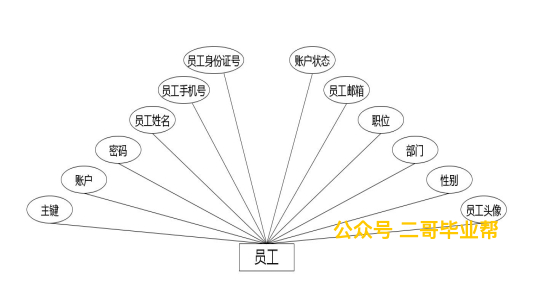 员工身份证号
账户状态
员工手机号
员工邮箱
员工姓名
职位
密码
部门
账户
性别
主键
员工头像
公众号 二哥毕业帮
员工